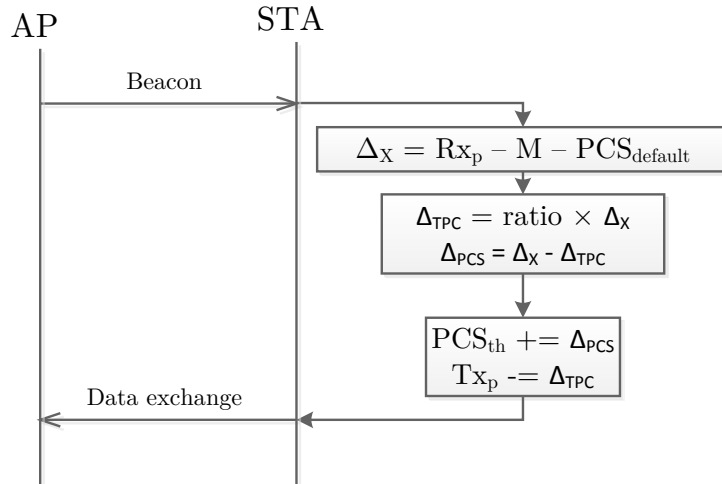 AP
STA
Beacon
Δ_X = Rx_p – M – PCS_default
Δ_TPC = ratio × Δ_X
Δ_PCS = Δ_X - Δ_TPC
PCS_th += Δ_PCS
Tx_p -= Δ_TPC
Data exchange